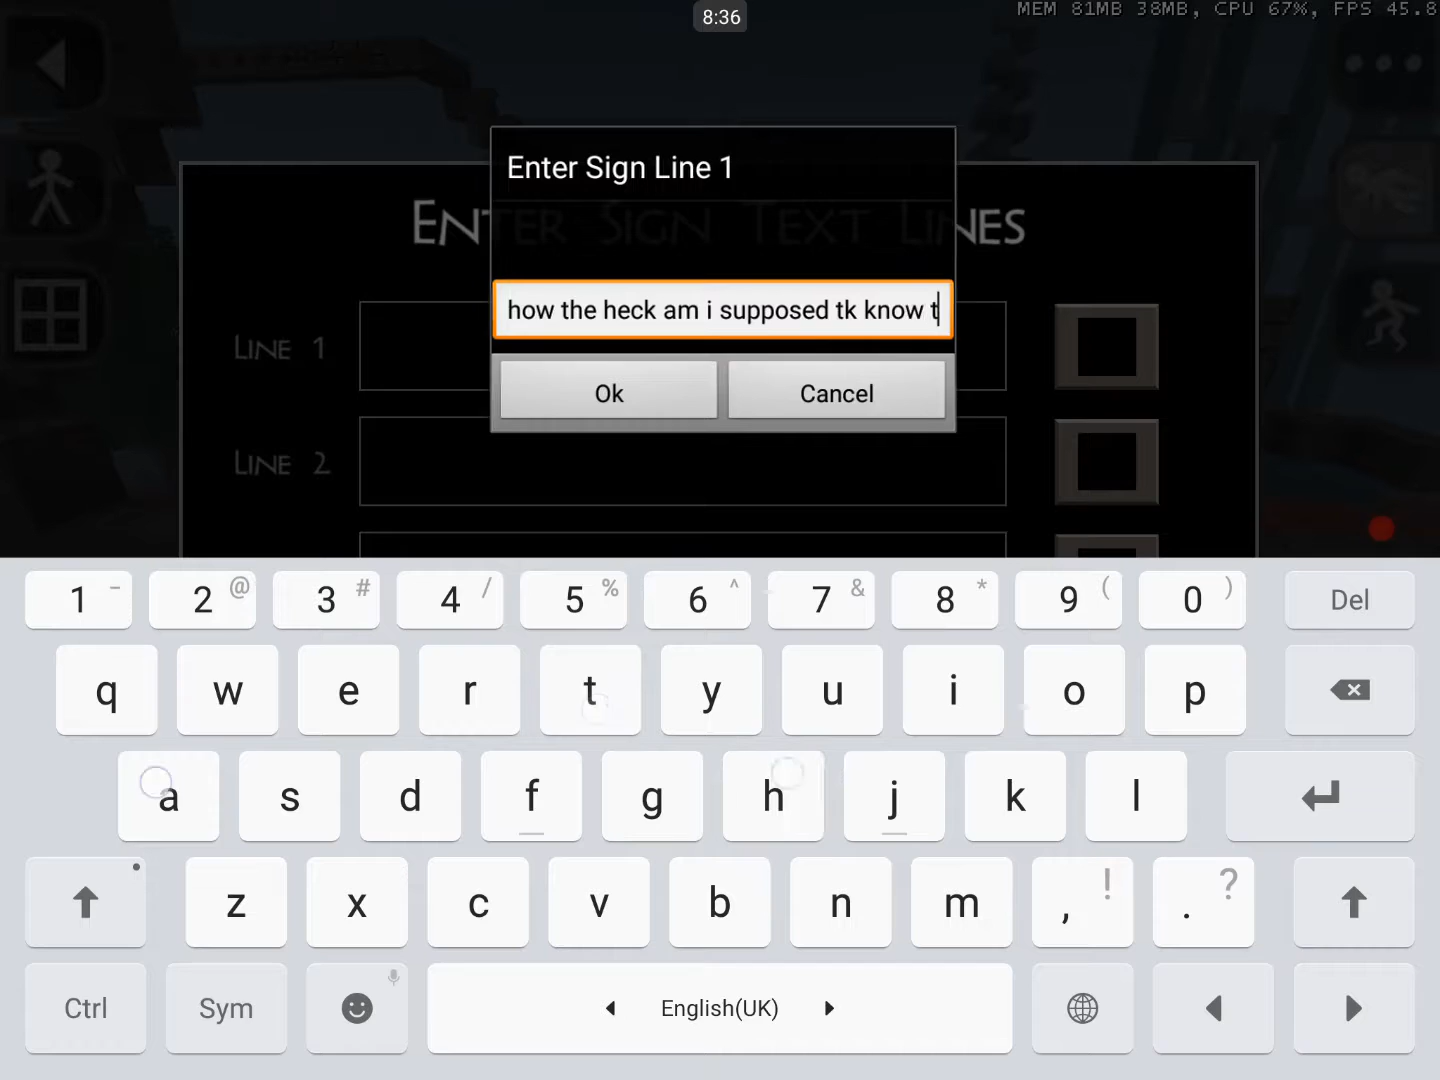 8:36
MEM 81MB 38MB, CPU 67%, FPS 45.8
Enter Sign Line 1
Enter Sign Text Lines
how the heck am i supposed tk know t
Ok Cancel
Line 1
Line 2
1 - 2 @ 3 # 4 / 5 % 6 ^ 7 & 8 * 9 ( 0 ) Del
q w e r t y u i o p
a s d f g h j k l
z x c v b n m , ! . ?
Ctrl Sym English(UK)